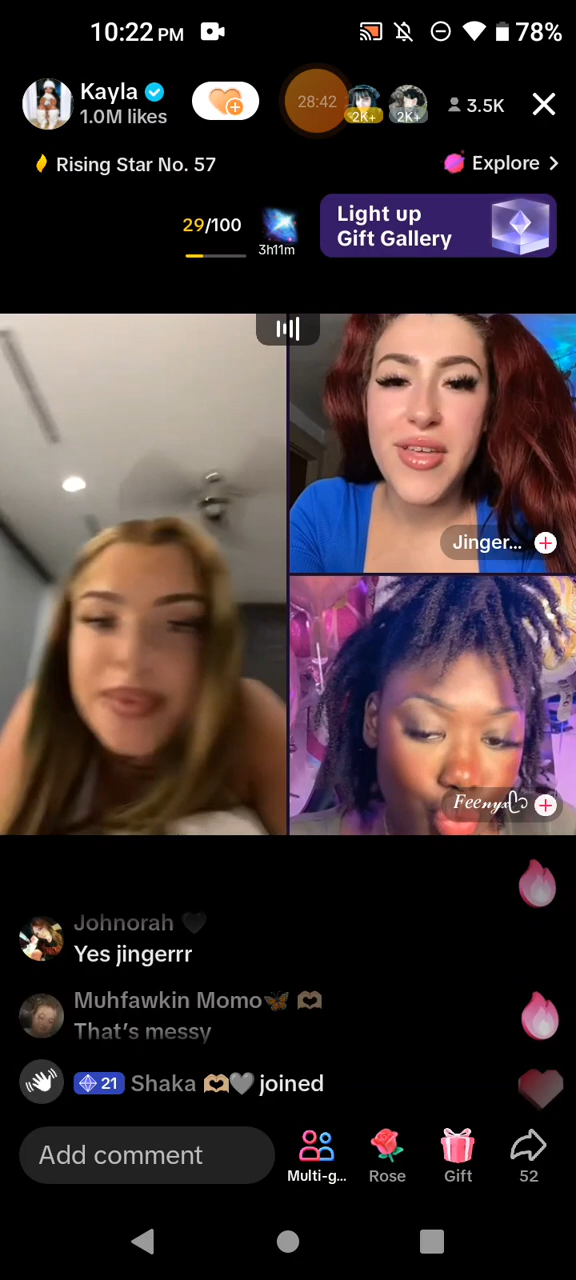 10:22 PM
78%
Kayla
1.0M likes
28:42
2K+
2K+
3.5K
Rising Star No. 57
Explore
29/100
3h11m
Light up
Gift Gallery
Jinger...
Feenyx
Johnorah
Yes jingerrr
Muhfawkin Momo
That's messy
21 Shaka joined
Add comment
Multi-g...
Rose
Gift
52